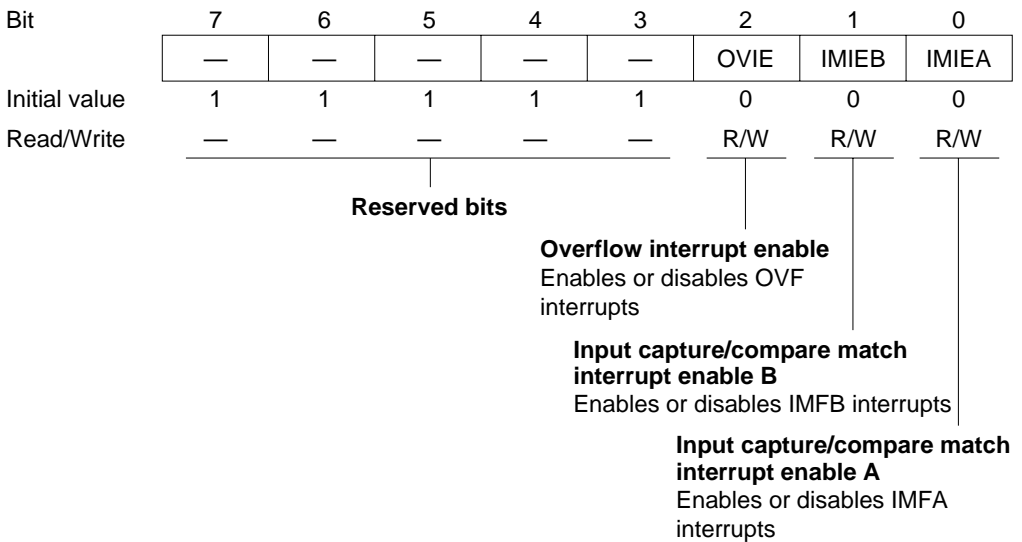 Bit 7 6 5 4 3 2 1 0
— — — — — OVIE IMIEB IMIEA
Initial value 1 1 1 1 1 0 0 0
Read/Write — — — — — R/W R/W R/W
Reserved bits
Overflow interrupt enable
Enables or disables OVF
interrupts
Input capture/compare match
interrupt enable B
Enables or disables IMFB interrupts
Input capture/compare match
interrupt enable A
Enables or disables IMFA
interrupts